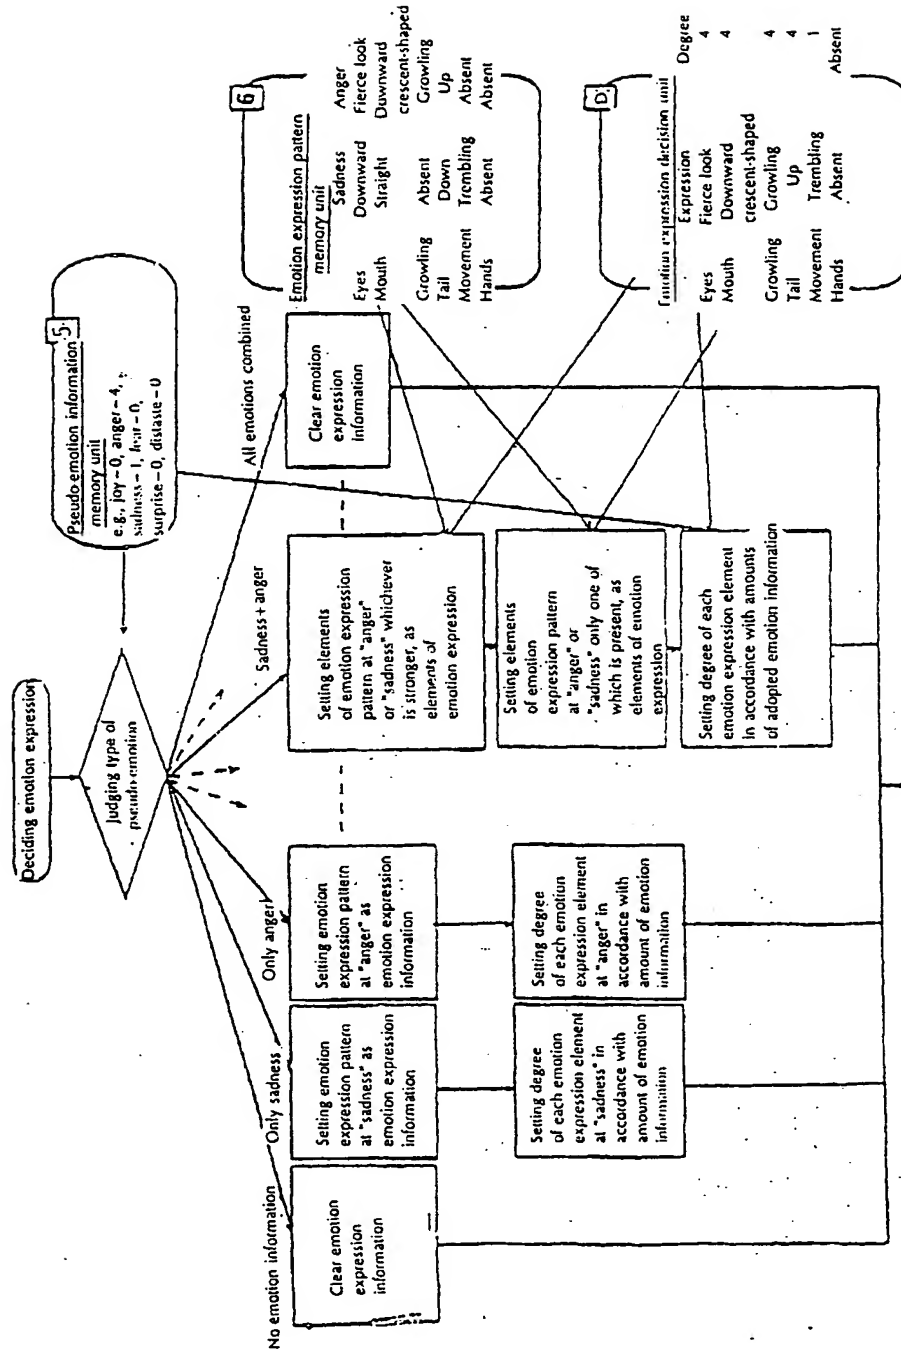 Deciding emotion expression
Judging type of
pseudo-emotion
5
Pseudo-emotion information
memory unit
e.g., joy-0, anger-4,
sadness-1, fear-0,
surprise-0, distaste-0
No emotion information
Only sadness
Only anger
Sadness+anger
All emotions combined
Clear emotion
expression
information
Setting emotion
expression pattern
at "sadness" as
emotion expression
information
Setting emotion
expression pattern
at "anger" as
emotion expression
information
Setting elements
of emotion expression
pattern at "anger"
or "sadness" whichever
is stronger, as
elements of
emotion expression
Clear emotion
expression
information
Setting degree
of each emotion
expression element
at "sadness" in
accordance with
amount of emotion
information
Setting degree
of each emotion
expression element
at "anger" in
accordance with
amount of emotion
information
Setting elements
of emotion
expression pattern
at "anger" or
"sadness" only one of
which is present, as
elements of emotion
expression
Setting degree of each
emotion expression element
in accordance with amounts
of adopted emotion information
6
Emotion expression pattern
memory unit
Sadness Anger
Eyes Downward Fierce look
Mouth Straight Downward
crescent-shaped
Growling Absent Growling
Tail Down Up
Movement Trembling Absent
Hands Absent Absent
D
Emotion expression decision unit
Expression Degree
Eyes Fierce look 4
Mouth Downward 4
crescent-shaped
Growling Growling 4
Tail Up 4
Movement Trembling 1
Hands Absent Absent